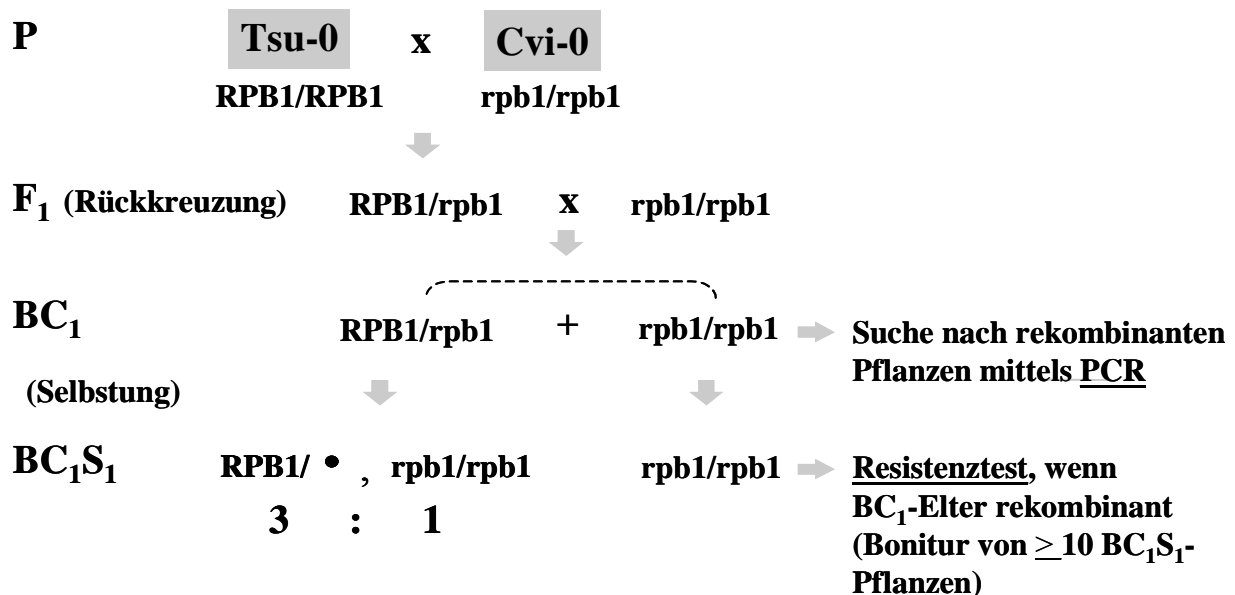 P Tsu-0 x Cvi-0
RPB1/RPB1 rpb1/rpb1
F₁ (Rückkreuzung) RPB1/rpb1 x rpb1/rpb1
BC₁ RPB1/rpb1 + rpb1/rpb1 Suche nach rekombinanten
Pflanzen mittels PCR
(Selbstung)
BC₁S₁ RPB1/ • , rpb1/rpb1 rpb1/rpb1 Resistenztest, wenn
3 : 1 BC₁-Elter rekombinant
(Bonitur von ≥ 10 BC₁S₁-
Pflanzen)